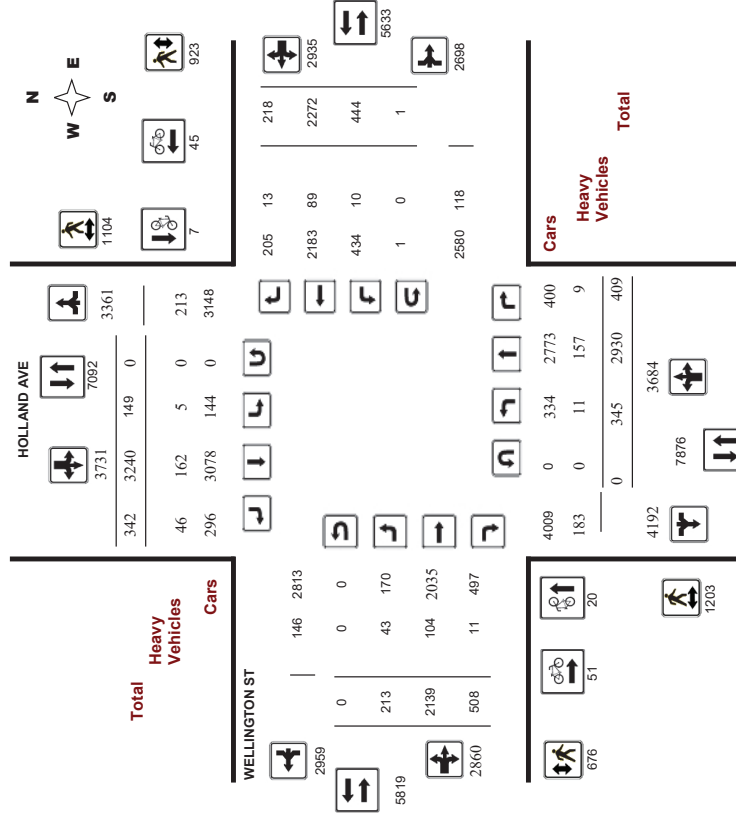 N
W E
S
1104
7
45
923
HOLLAND AVE
3731
7092
3361
342 3240 149 0
46 162 5 0 213
296 3078 144 0 3148
Total
Heavy
Vehicles
Cars
WELLINGTON ST
2959
146 2813
0 0 0
5819
213 43 170
2139 104 2035
2860
508 11 497
205 13 218
2935
2183 89 2272
5633
434 10 444
1 0 1
2580 118 2698
Cars
Heavy
Vehicles
Total
4009 0 334 2773 400
183 0 11 157 9
0 345 2930 409
4192
7876
3684
676
51
20
1203